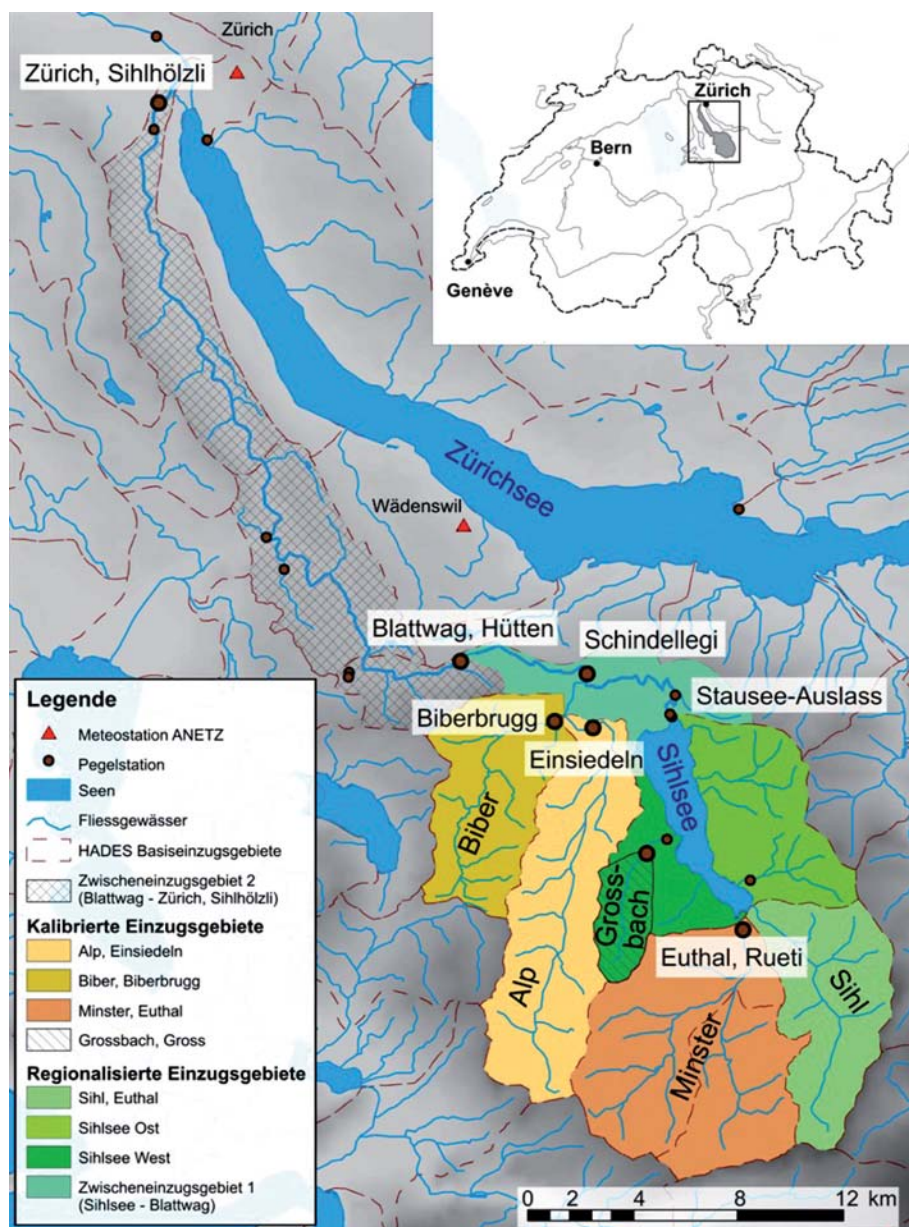 Zürich
Zürich, Sihlhölzli
Zürich
Bern
Genève
Zürichsee
Wädenswil
Blattwag, Hütten
Schindellegi
Stausee-Auslass
Biberbrugg
Einsiedeln
Sihlsee
Biber
Gross-
bach
Alp
Euthal, Rueti
Sihl
Minster
Legende
Meteostation ANETZ
Pegelstation
Seen
Fliessgewässer
HADES Basiseinzugsgebiete
Zwischeneinzugsgebiet 2
(Blattwag - Zürich, Sihlhölzli)
Kalibrierte Einzugsgebiete
Alp, Einsiedeln
Biber, Biberbrugg
Minster, Euthal
Grossbach, Gross
Regionalisierte Einzugsgebiete
Sihl, Euthal
Sihlsee Ost
Sihlsee West
Zwischeneinzugsgebiet 1
(Sihlsee - Blattwag)
0 2 4 8 12 km